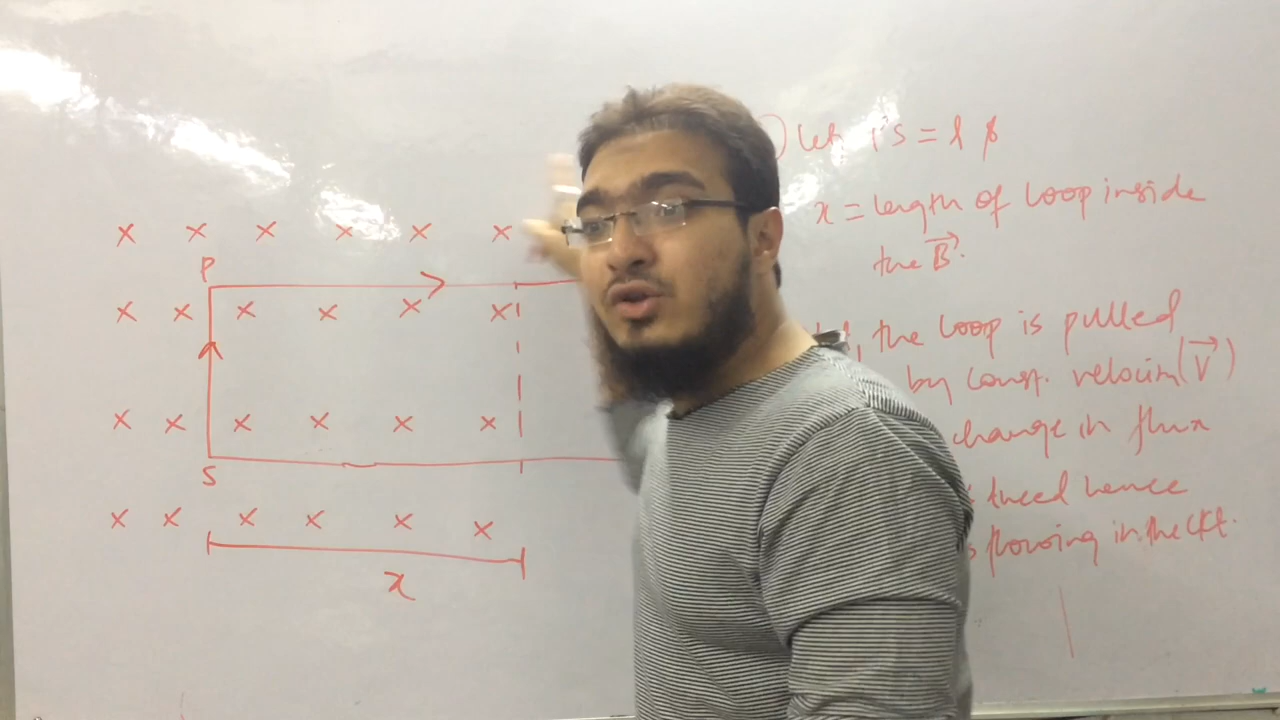 x x x x x x
P
x x x x x x
x x x x x x
S
x x x x x x
x
let PS = l &
x = length of loop inside
the B⃗.
the loop is pulled
by const. velocity (V⃗)
change in flux
hence
flowing in the ckt.